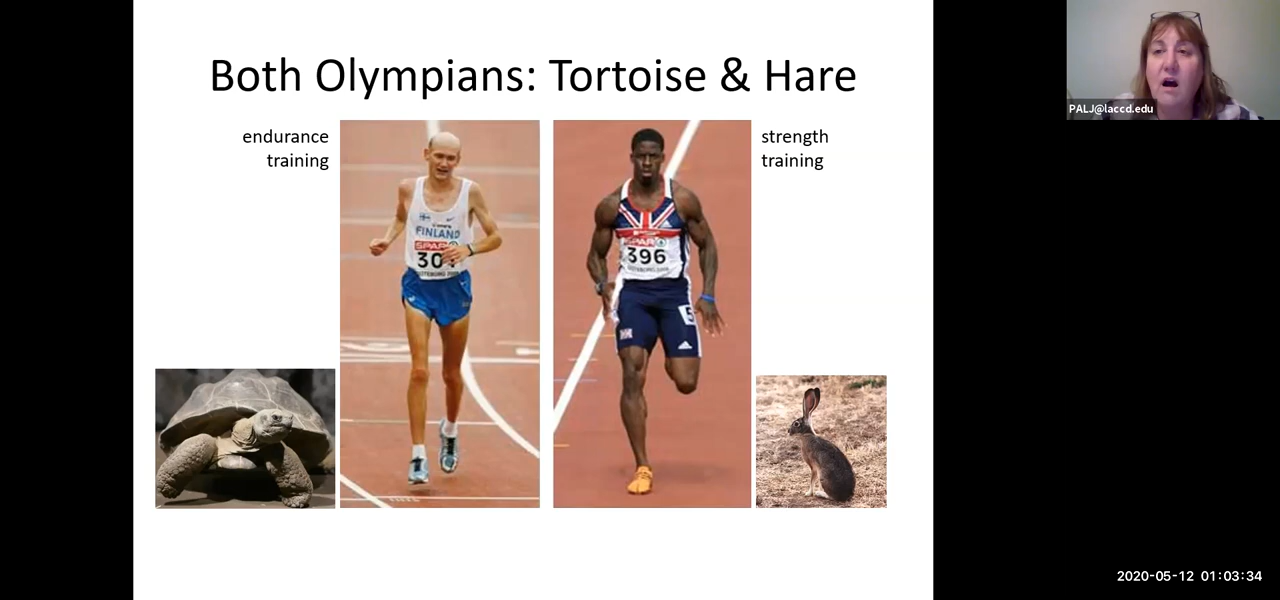 Both Olympians: Tortoise & Hare
endurance
training
strength
training
FINLAND
SPAR
30
SPAR
396
5
PALJ@laccd.edu
2020-05-12 01:03:34